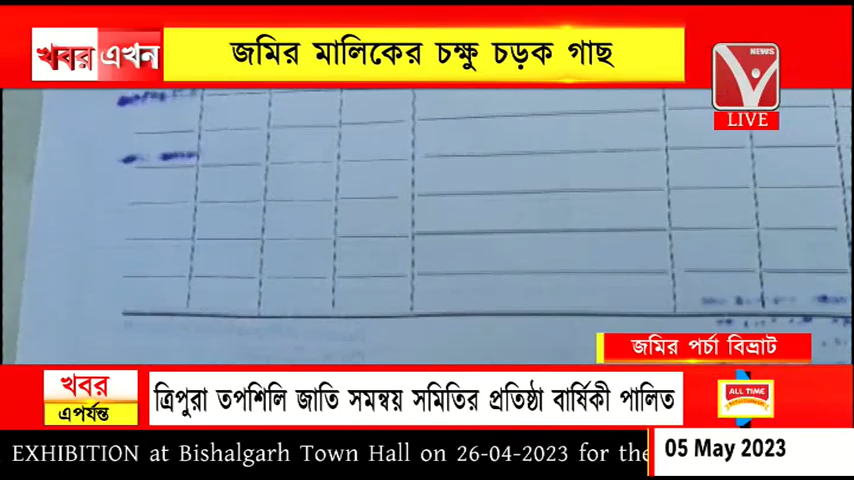 খবর এখন
জমির মালিকের চক্ষু চড়ক গাছ
NEWS
LIVE
জমির পর্চা বিভ্রাট
খবর
এপর্যন্ত
ত্রিপুরা তপশিলি জাতি সমন্বয় সমিতির প্রতিষ্ঠা বার্ষিকী পালিত
ALL TIME
EXHIBITION at Bishalgarh Town Hall on 26-04-2023 for the
05 May 2023